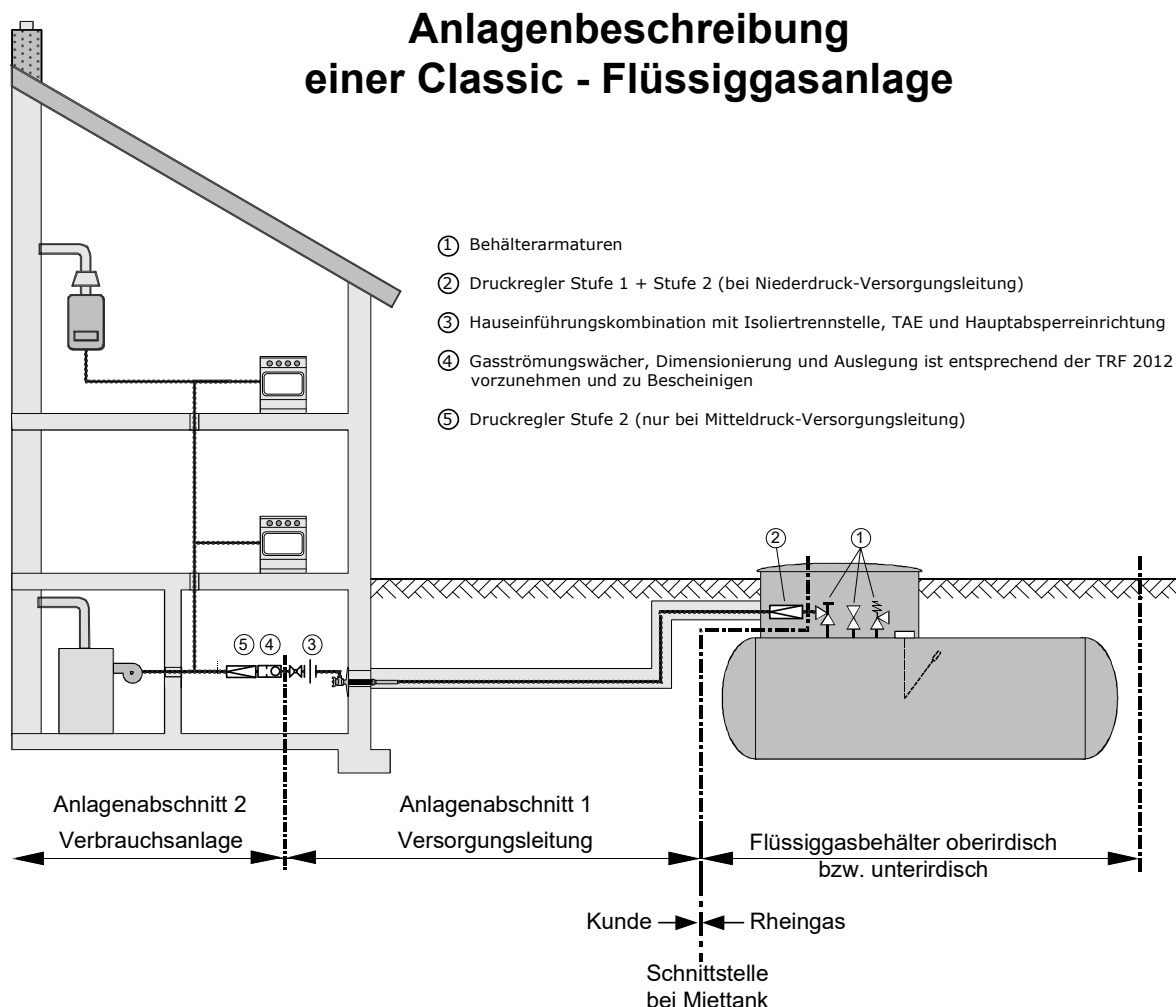 Anlagenbeschreibung
einer Classic - Flüssiggasanlage
① Behälterarmaturen
② Druckregler Stufe 1 + Stufe 2 (bei Niederdruck-Versorgungsleitung)
③ Hauseinführungskombination mit Isoliertrennstelle, TAE und Hauptabsperreinrichtung
④ Gasströmungswächer, Dimensionierung und Auslegung ist entsprechend der TRF 2012
vorzunehmen und zu Bescheinigen
⑤ Druckregler Stufe 2 (nur bei Mitteldruck-Versorgungsleitung)
② ①
⑤ ④ ③
Anlagenabschnitt 2
Verbrauchsanlage
Anlagenabschnitt 1
Versorgungsleitung
Flüssiggasbehälter oberirdisch
bzw. unterirdisch
Kunde Rheingas
Schnittstelle
bei Miettank